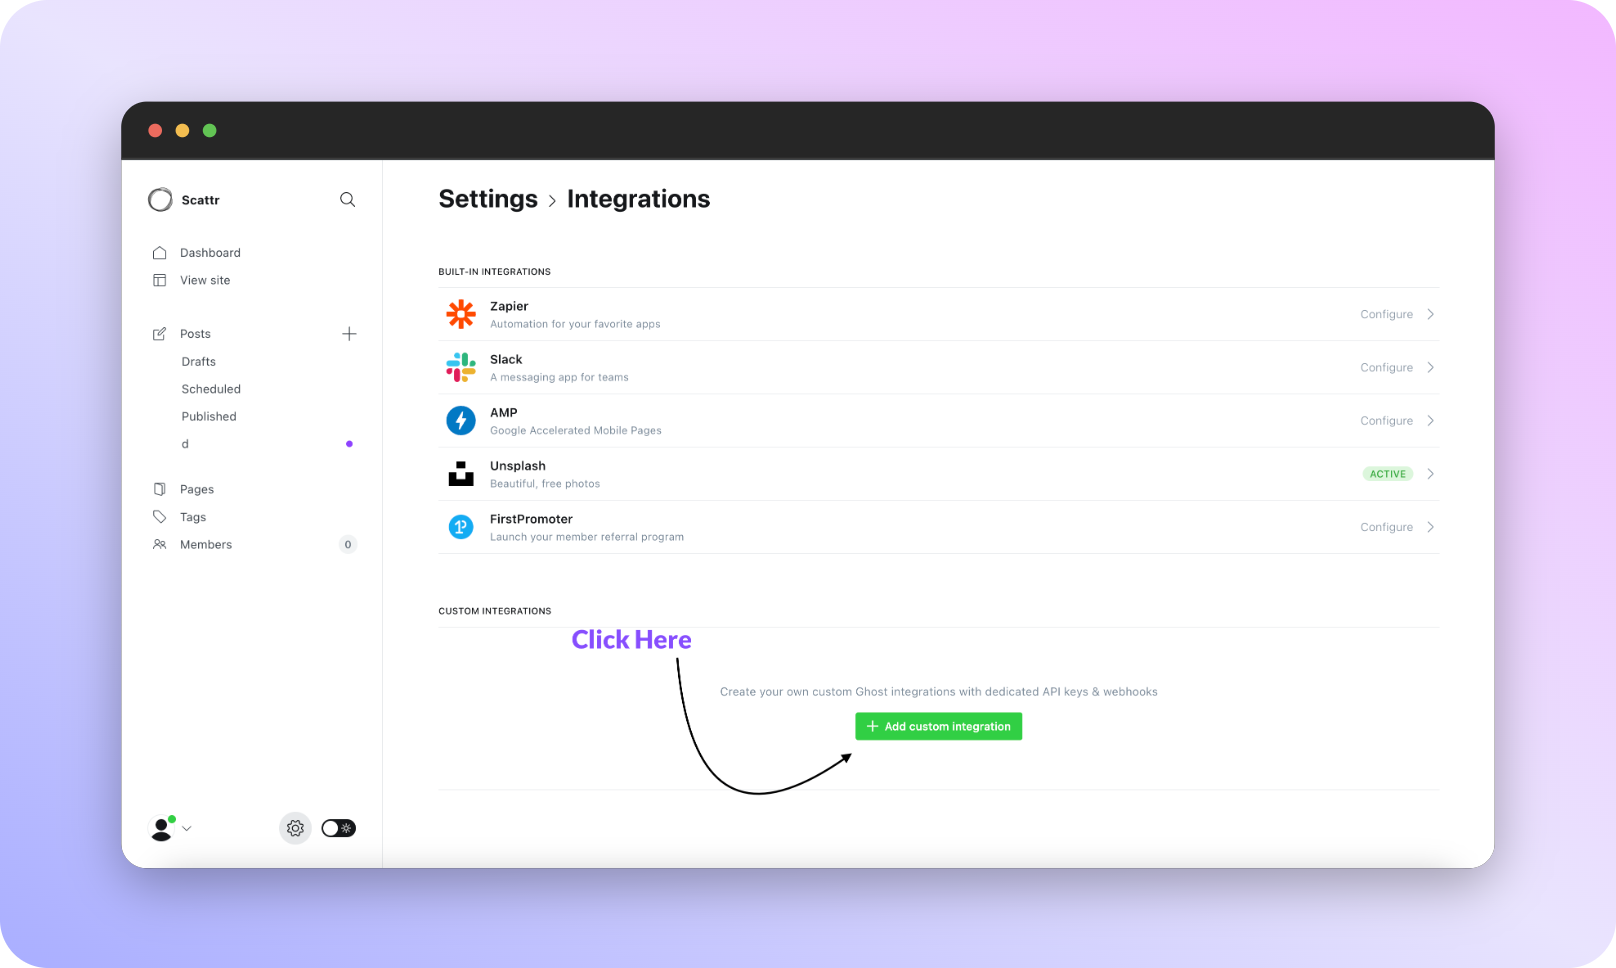 Scattr
Dashboard
View site
Posts
Drafts
Scheduled
Published
d
Pages
Tags
Members 0
Settings > Integrations
BUILT-IN INTEGRATIONS
Zapier
Automation for your favorite apps
Configure
Slack
A messaging app for teams
Configure
AMP
Google Accelerated Mobile Pages
Configure
Unsplash
Beautiful, free photos
ACTIVE
FirstPromoter
Launch your member referral program
Configure
CUSTOM INTEGRATIONS
Click Here
Create your own custom Ghost integrations with dedicated API keys & webhooks
+ Add custom integration